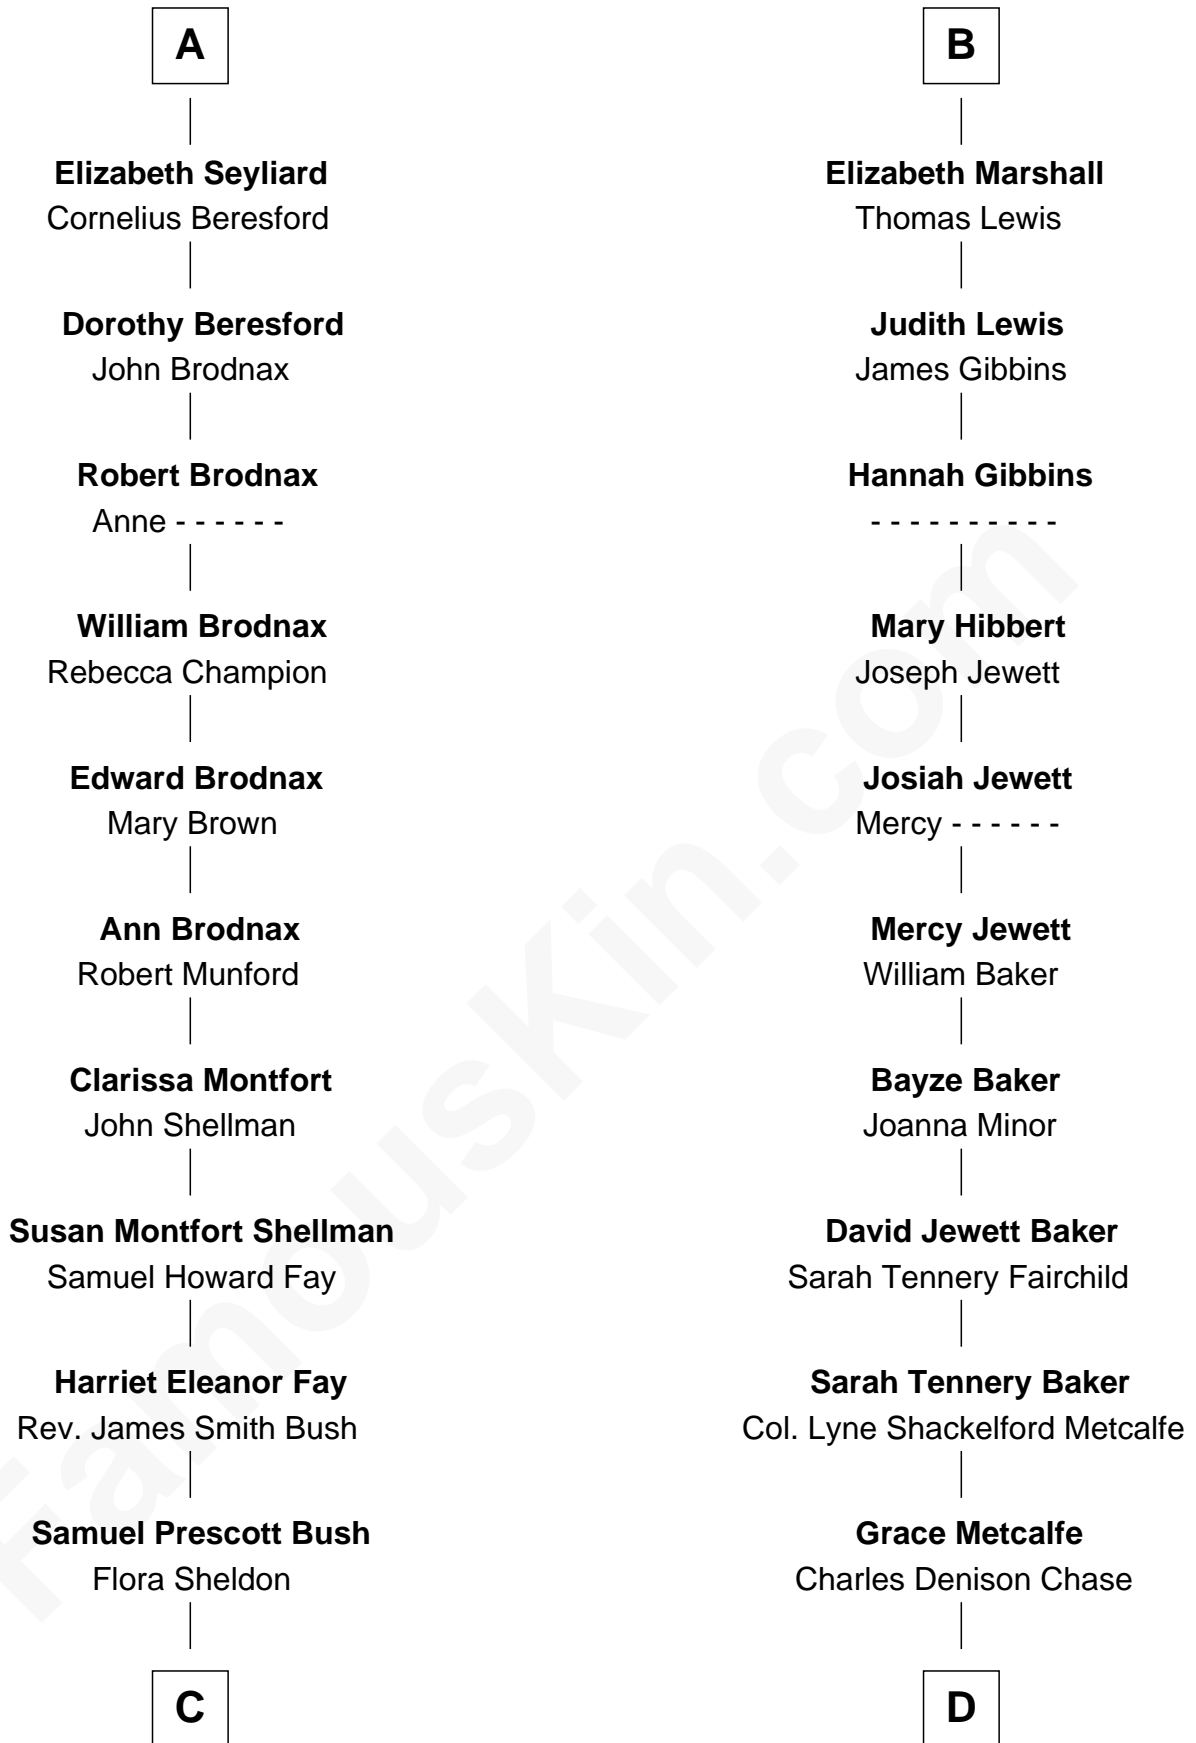 A
Elizabeth Seyliard
Cornelius Beresford
Dorothy Beresford
John Brodnax
Robert Brodnax
Anne - - - - - -
William Brodnax
Rebecca Champion
Edward Brodnax
Mary Brown
Ann Brodnax
Robert Munford
Clarissa Montfort
John Shellman
Susan Montfort Shellman
Samuel Howard Fay
Harriet Eleanor Fay
Rev. James Smith Bush
Samuel Prescott Bush
Flora Sheldon
C
B
Elizabeth Marshall
Thomas Lewis
Judith Lewis
James Gibbins
Hannah Gibbins
- - - - - - - - - -
Mary Hibbert
Joseph Jewett
Josiah Jewett
Mercy - - - - - -
Mercy Jewett
William Baker
Bayze Baker
Joanna Minor
David Jewett Baker
Sarah Tennery Fairchild
Sarah Tennery Baker
Col. Lyne Shackelford Metcalfe
Grace Metcalfe
Charles Denison Chase
D
FamousKin.com